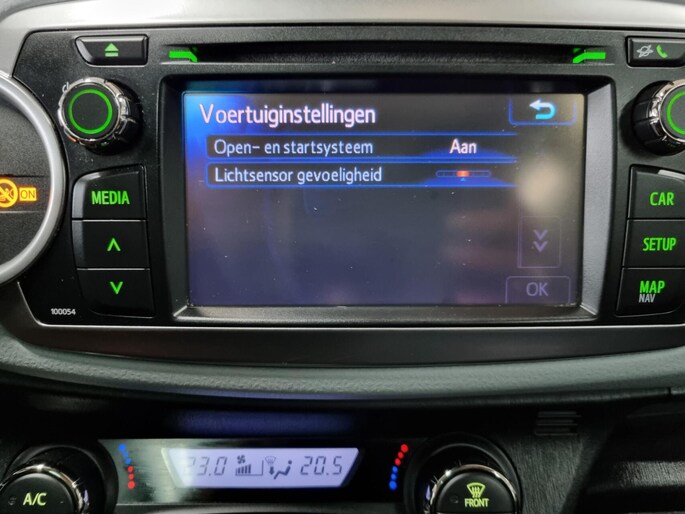 Voertuiginstellingen
Open- en startsysteem Aan
Lichtsensor gevoeligheid
OK
ON
MEDIA
100054
CAR
SETUP
MAP
NAV
23.0 20.5
A/C
FRONT